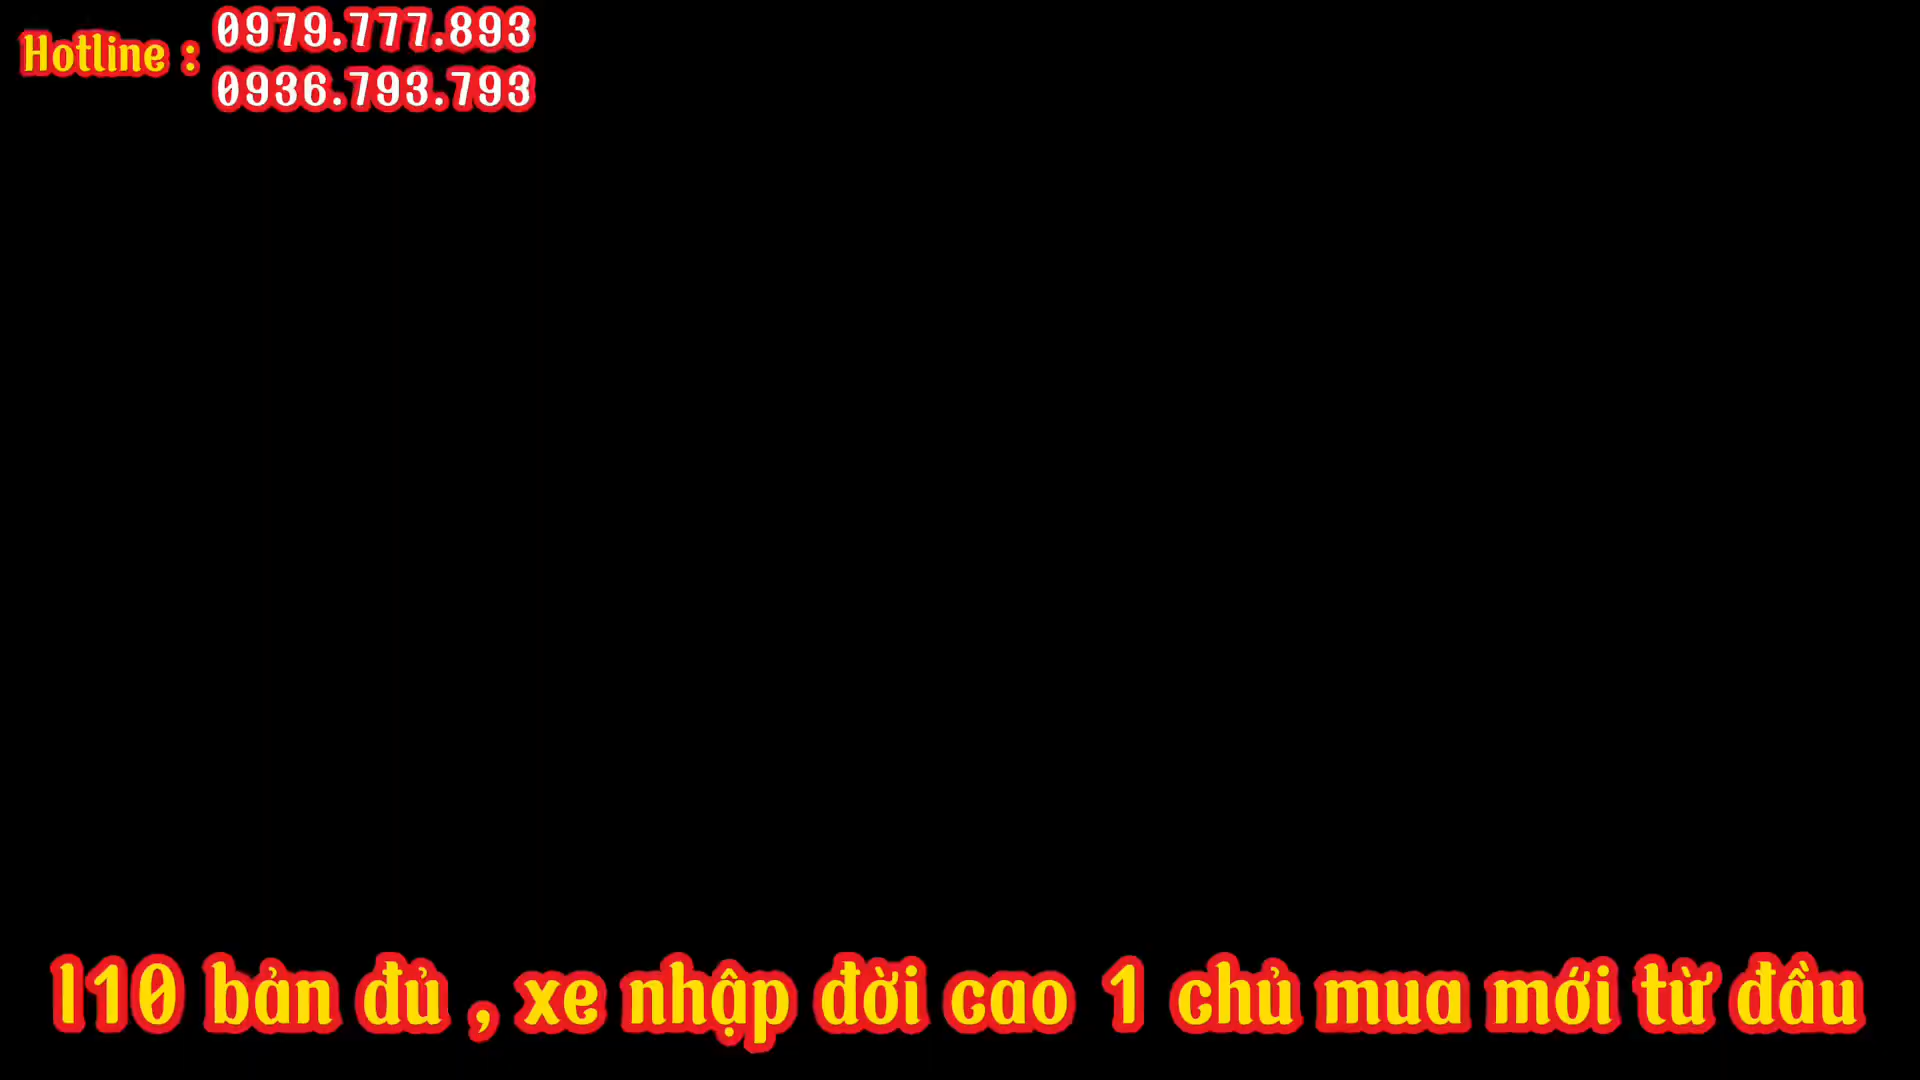 Hotline :
0979.777.893
0936.793.793
I10 bản đủ , xe nhập đời cao 1 chủ mua mới từ đầu